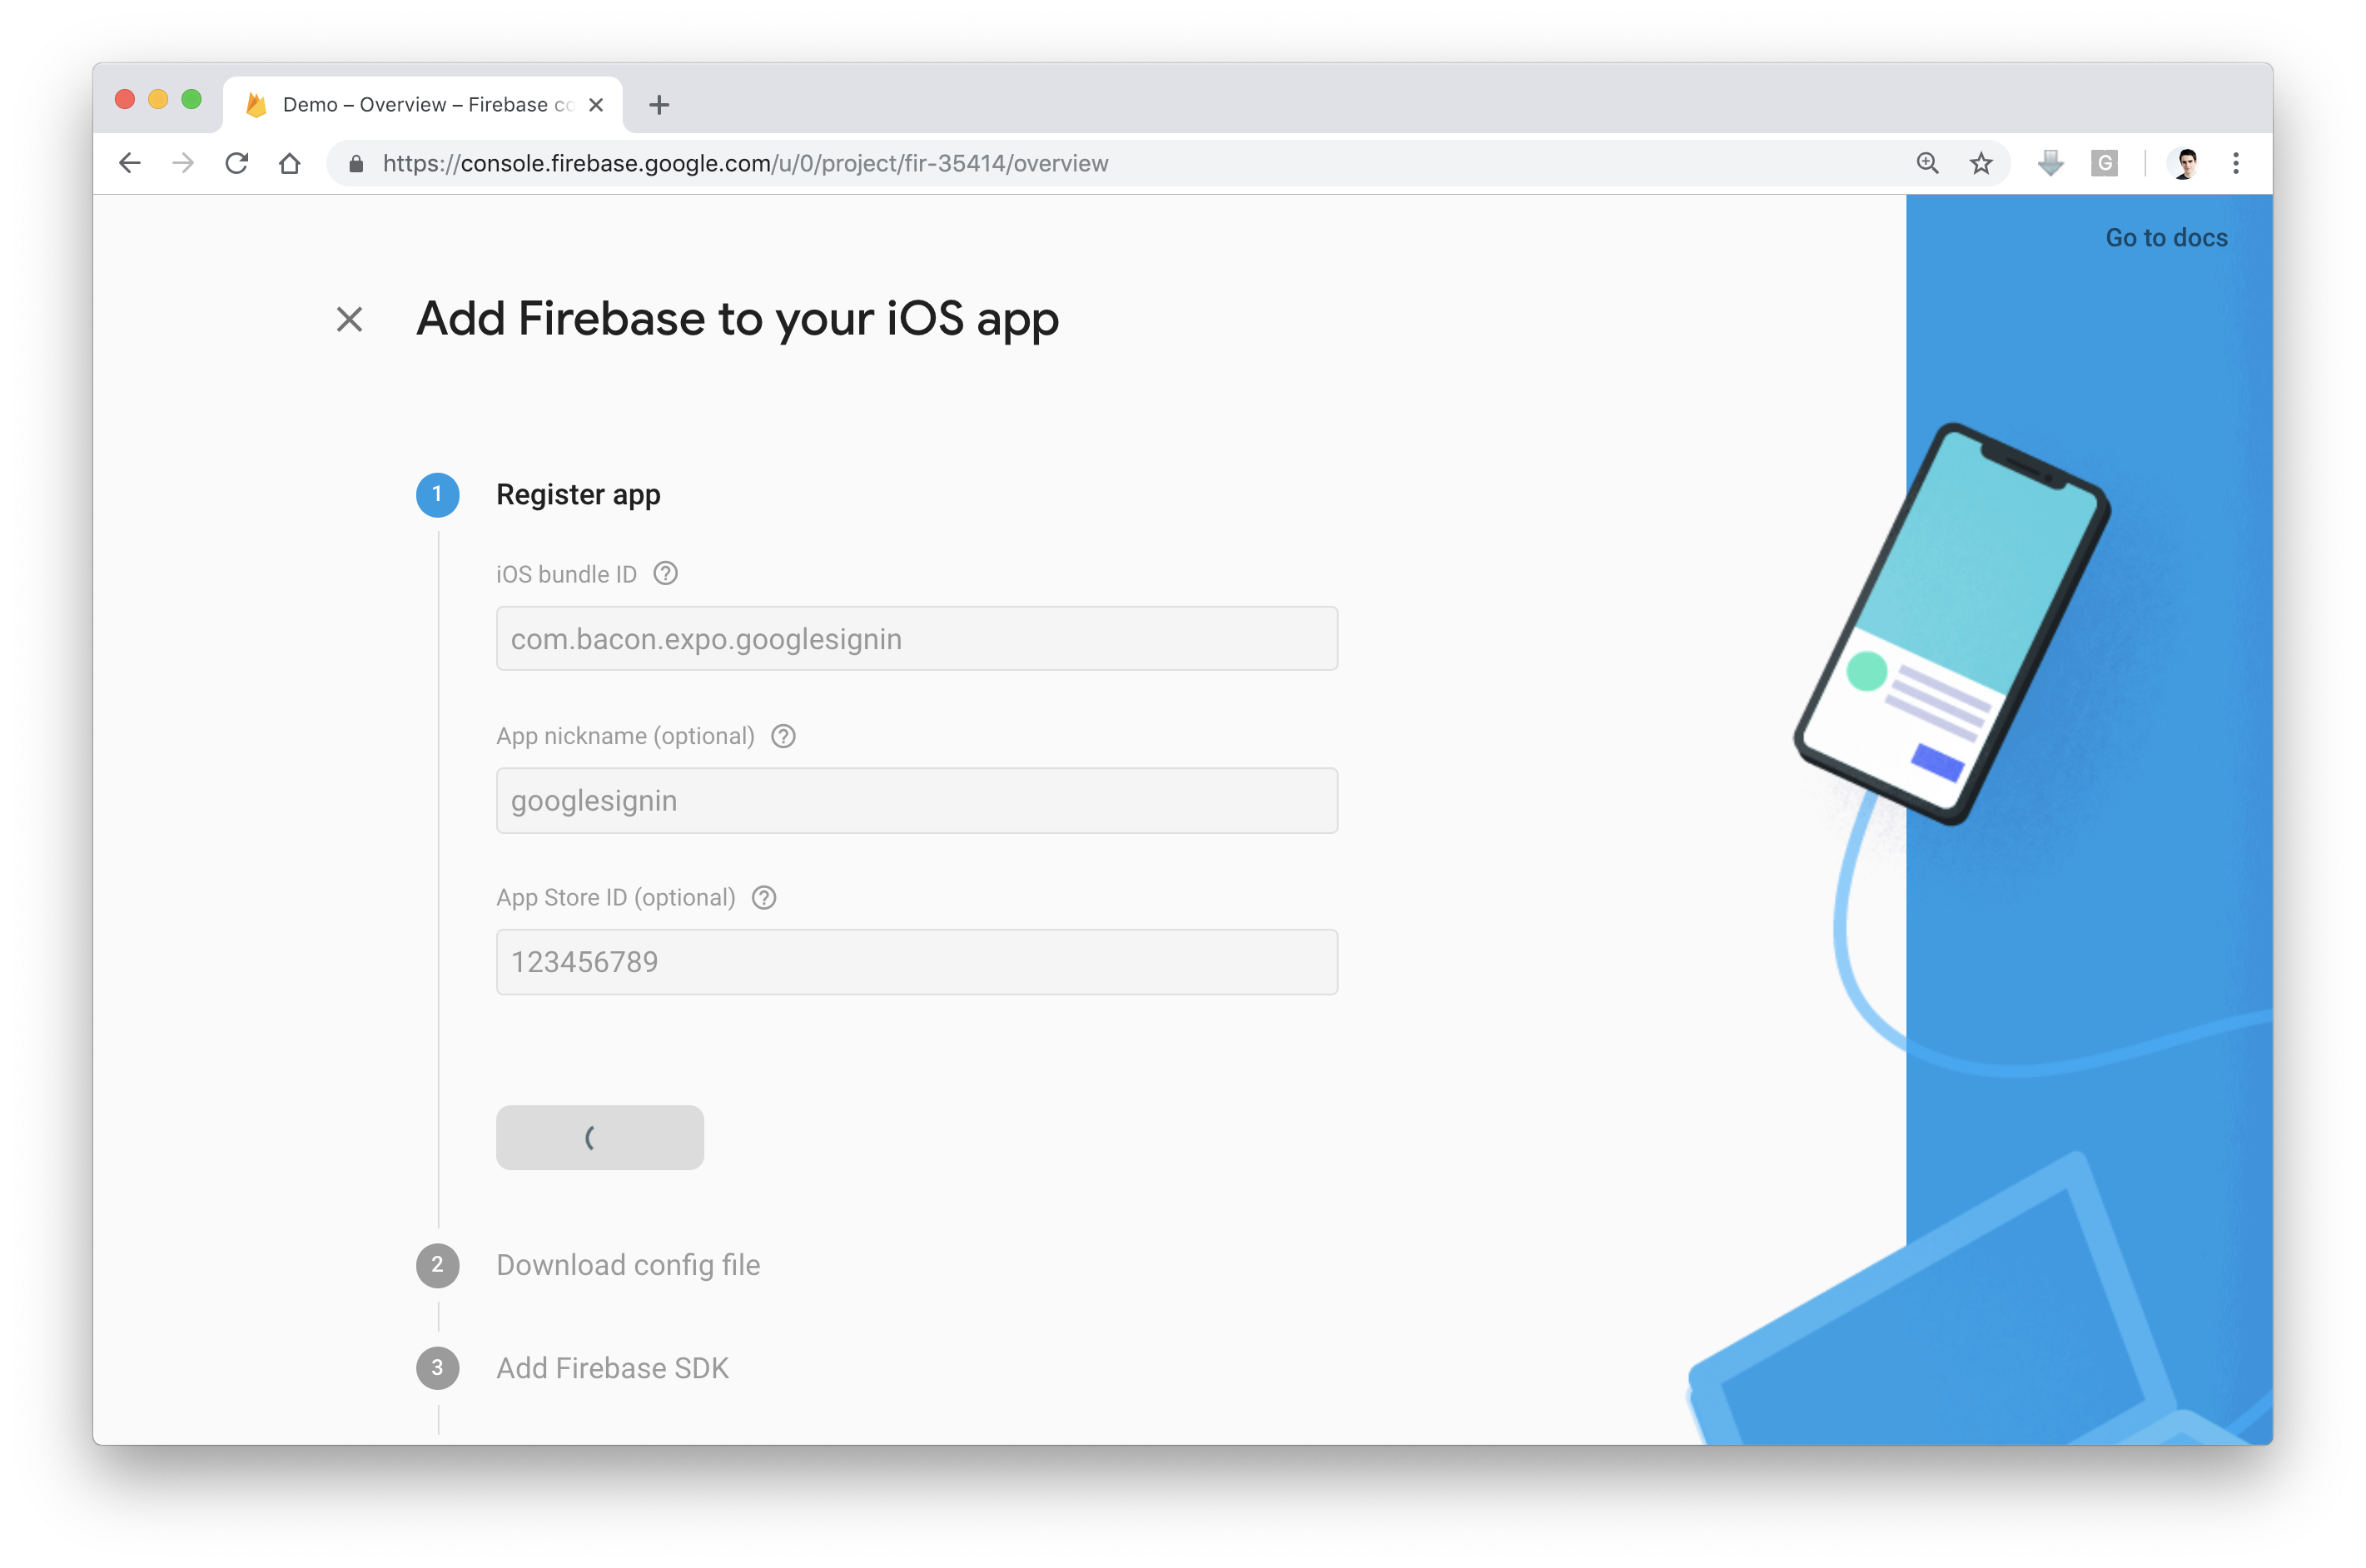 Demo – Overview – Firebase co
https://console.firebase.google.com/u/0/project/fir-35414/overview
G
Go to docs
Add Firebase to your iOS app
1 Register app
iOS bundle ID ?
com.bacon.expo.googlesignin
App nickname (optional) ?
googlesignin
App Store ID (optional) ?
123456789
2 Download config file
3 Add Firebase SDK